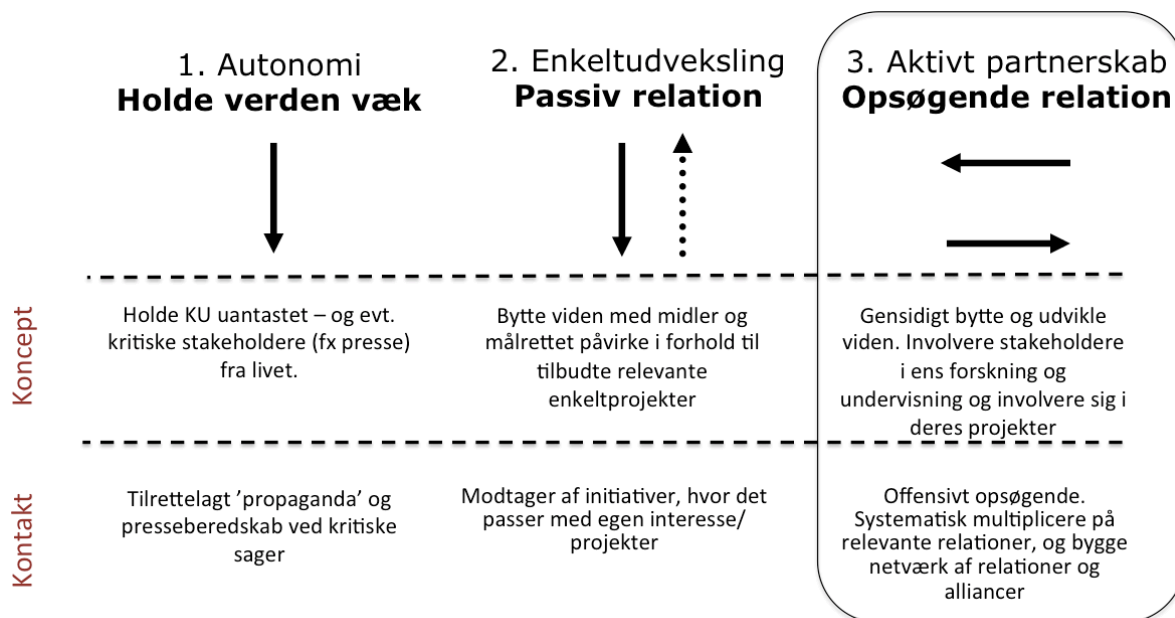 1. Autonomi
Holde verden væk
2. Enkeltudveksling
Passiv relation
3. Aktivt partnerskab
Opsøgende relation
Koncept
Holde KU uantastet – og evt.
kritiske stakeholdere (fx presse)
fra livet.
Bytte viden med midler og
målrettet påvirke i forhold til
tilbudte relevante
enkeltprojekter
Gensidigt bytte og udvikle
viden. Involvere stakeholdere
i ens forskning og
undervisning og involvere sig i
deres projekter
Kontakt
Tilrettelagt ’propaganda’ og
presseberedskab ved kritiske
sager
Modtager af initiativer, hvor det
passer med egen interesse/
projekter
Offensivt opsøgende.
Systematisk multiplicere på
relevante relationer, og bygge
netværk af relationer og
alliancer